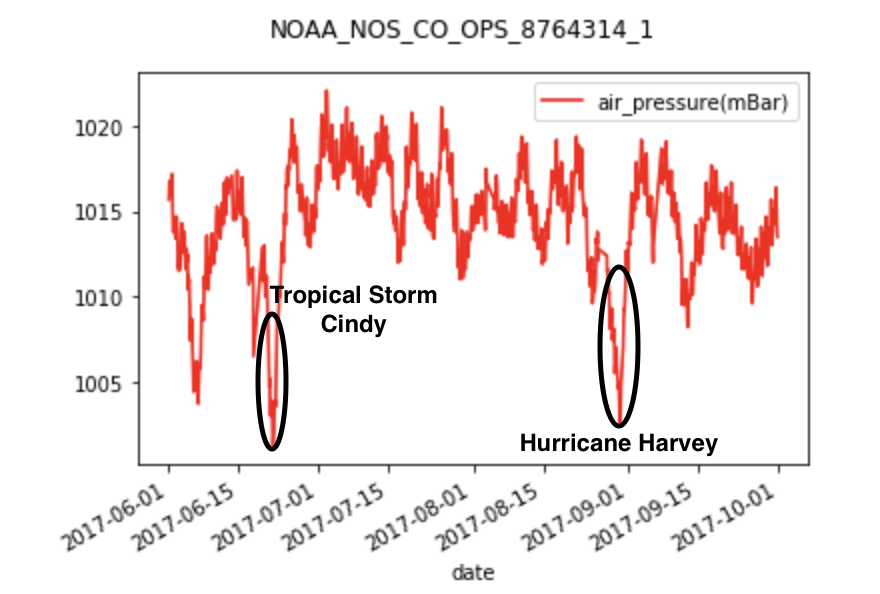 NOAA_NOS_CO_OPS_8764314_1
air_pressure(mBar)
1020
1015
1010
1005
Tropical Storm
Cindy
Hurricane Harvey
2017-06-01
2017-06-15
2017-07-01
2017-07-15
2017-08-01
2017-08-15
2017-09-01
2017-09-15
2017-10-01
date